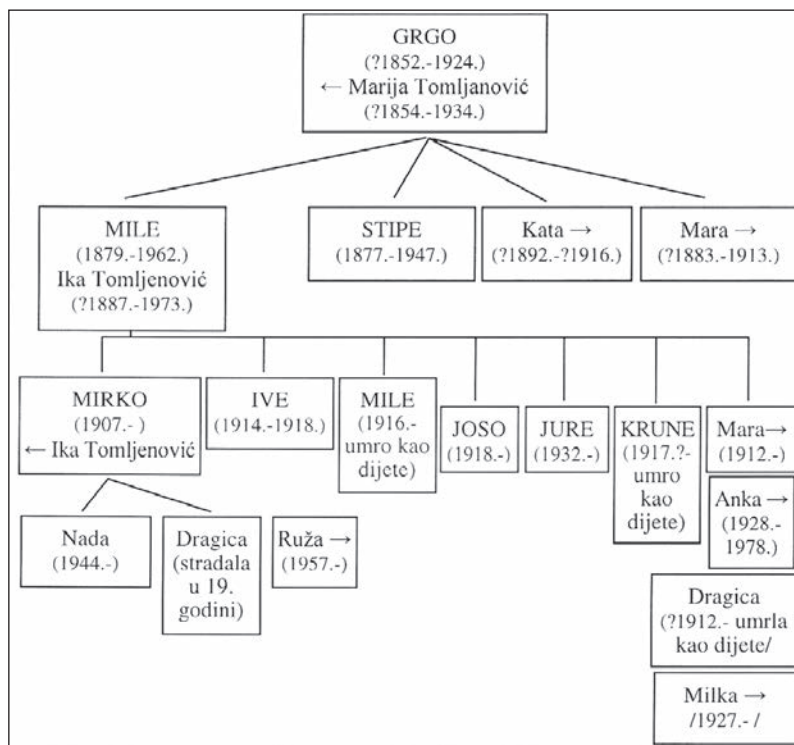 GRGO
(?1852.-1924.)
← Marija Tomljanović
(?1854.-1934.)
MILE
(1879.-1962.)
Ika Tomljenović
(?1887.-1973.)
STIPE
(1877.-1947.)
Kata →
(?1892.-?1916.)
Mara →
(?1883.-1913.)
MIRKO
(1907.- )
← Ika Tomljenović
IVE
(1914.-1918.)
MILE
(1916.-
umro kao
dijete)
JOSO
(1918.-)
JURE
(1932.-)
KRUNE
(1917.?-
umro
kao
dijete)
Mara→
(1912.-)
Anka→
(1928.-
1978.)
Dragica
(?1912.- umrla
kao dijete/
Milka →
/1927.- /
Nada
(1944.-)
Dragica
(stradala
u 19.
godini)
Ruža →
(1957.-)